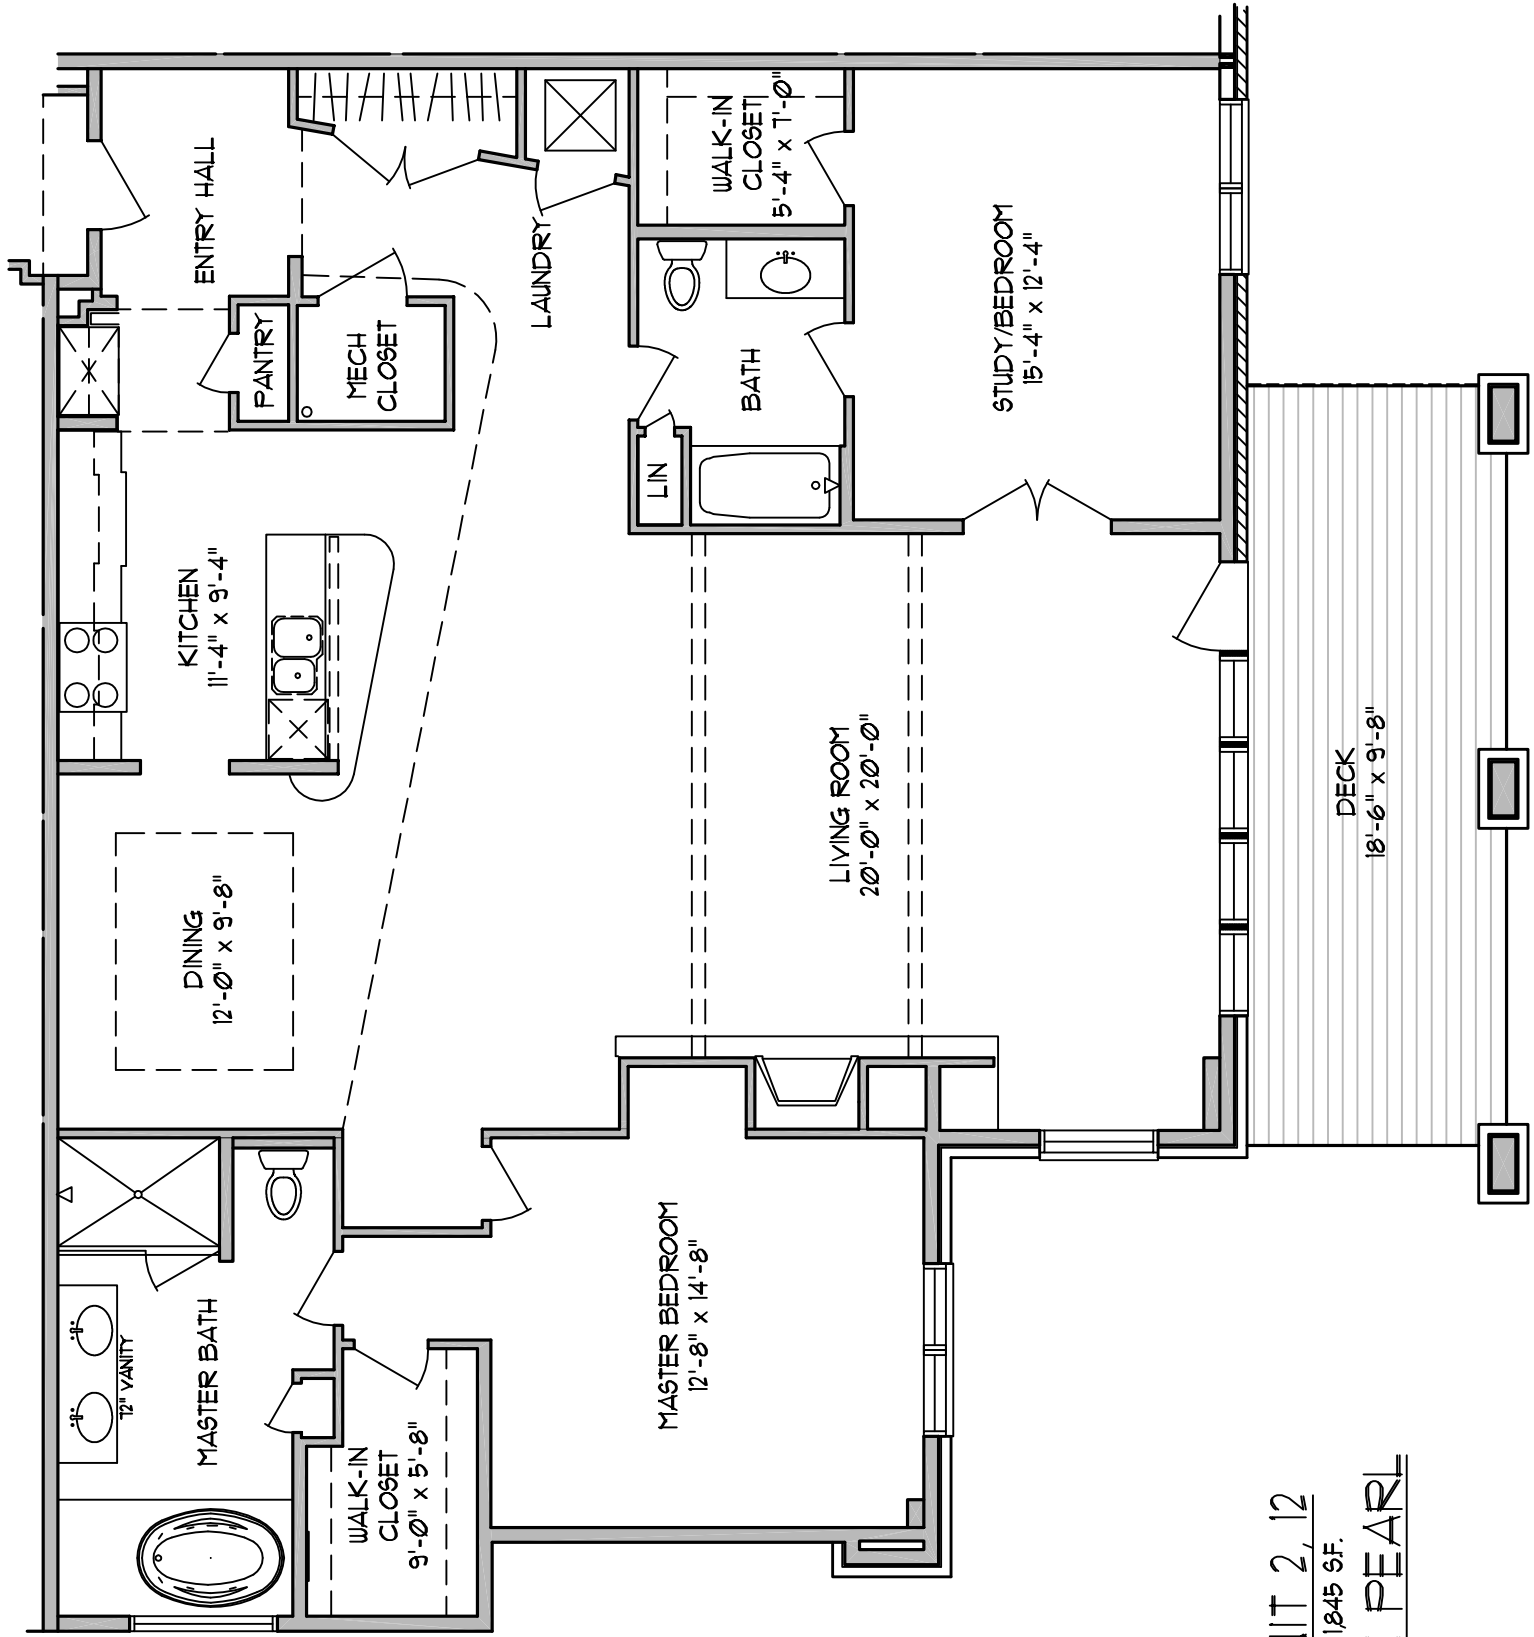 ENTRY HALL
PANTRY
MECH
CLOSET
LAUNDRY
WALK-IN
CLOSET
5'-4" x 7'-0"
BATH
LIN
STUDY/BEDROOM
15'-4" x 12'-4"
KITCHEN
11'-4" x 9'-4"
DINING
12'-0" x 9'-8"
LIVING ROOM
20'-0" x 20'-0"
DECK
18'-6" x 9'-8"
72" VANITY
MASTER BATH
WALK-IN
CLOSET
9'-0" x 5'-8"
MASTER BEDROOM
12'-8" x 14'-8"
2, 12
1845 S.F.
PEARL